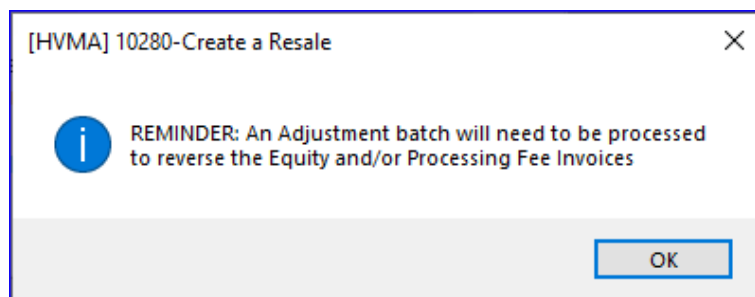 [HVMA] 10280-Create a Resale
REMINDER: An Adjustment batch will need to be processed
to reverse the Equity and/or Processing Fee Invoices
OK